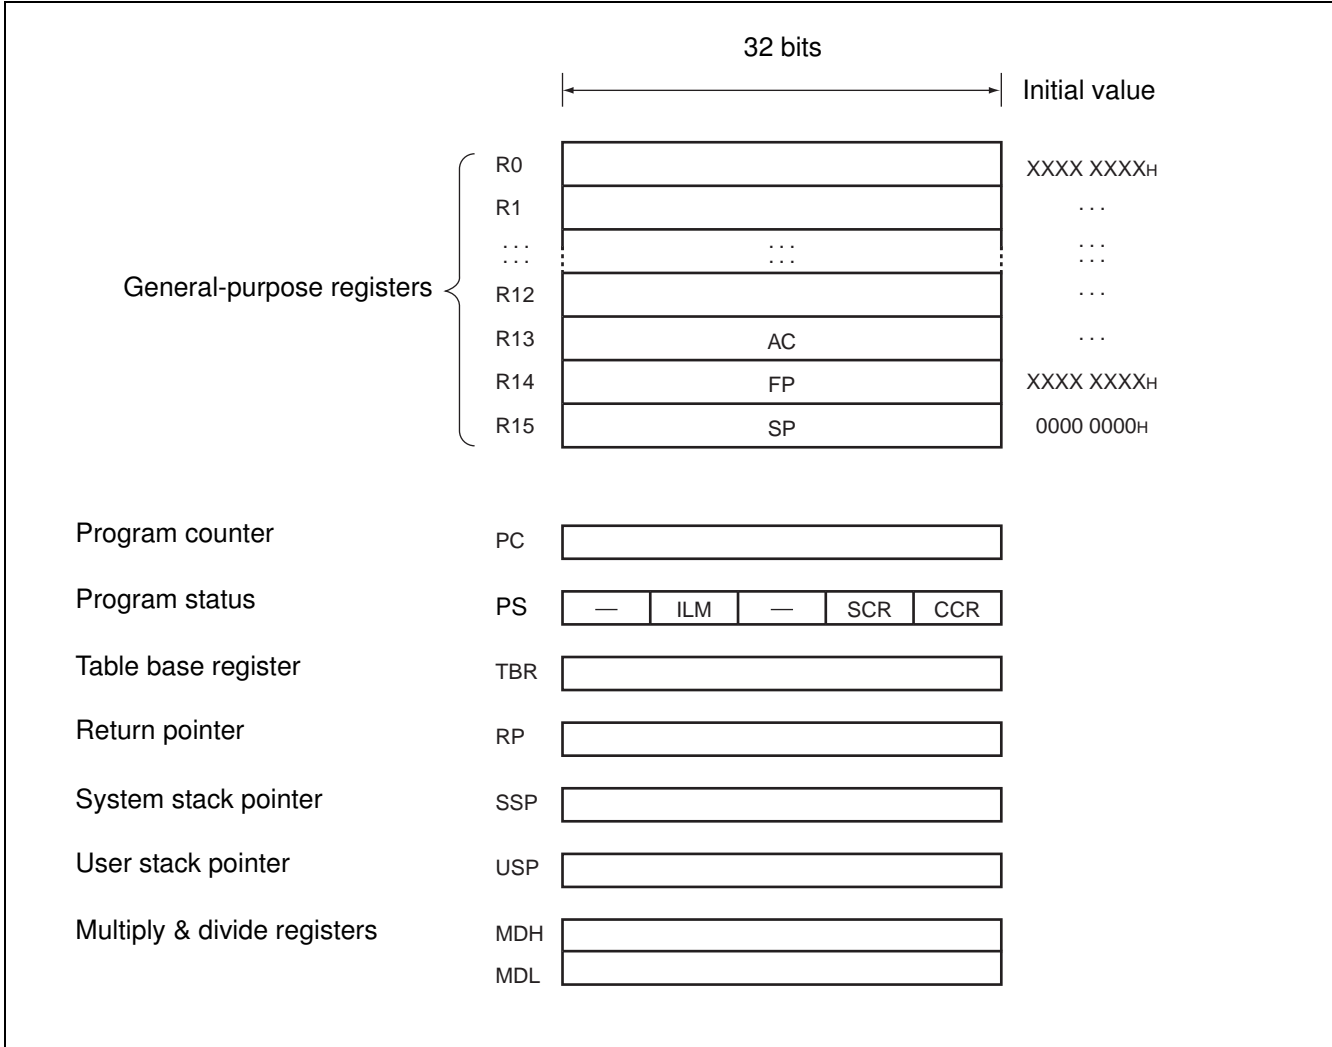 32 bits
Initial value
R0 XXXX XXXXH
R1 ...
... ... ...
... ... ...
General-purpose registers
R12 ...
R13 AC ...
R14 FP XXXX XXXXH
R15 SP 0000 0000H
Program counter PC
Program status PS — ILM — SCR CCR
Table base register TBR
Return pointer RP
System stack pointer SSP
User stack pointer USP
Multiply & divide registers MDH
MDL